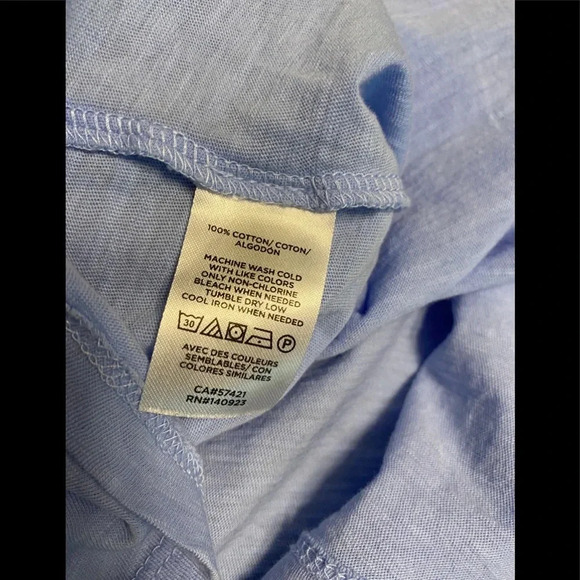 100% COTTON/ COTON/
ALGODÓN
MACHINE WASH COLD
WITH LIKE COLORS
ONLY NON-CHLORINE
BLEACH WHEN NEEDED
TUMBLE DRY LOW
COOL IRON WHEN NEEDED
30 P
AVEC DES COULEURS
SEMBLABLES/ CON
COLORES SIMILARES
CA#57421
RN#140923